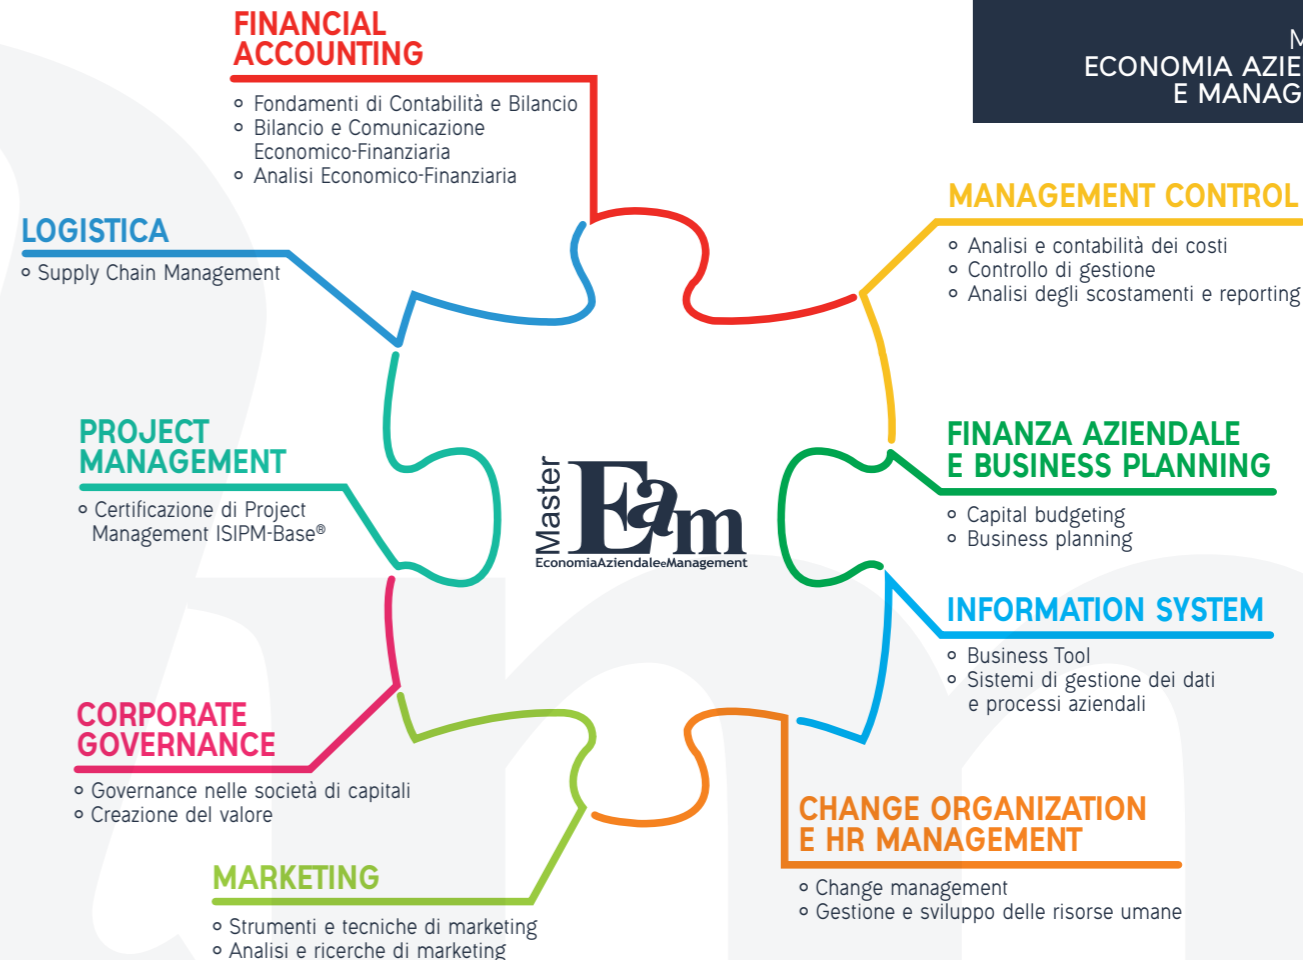 FINANCIAL
ACCOUNTING
° Fondamenti di Contabilità e Bilancio
° Bilancio e Comunicazione
Economico-Finanziaria
° Analisi Economico-Finanziaria
ECONOMIA AZIE
E MANAG
MANAGEMENT CONTROL
° Analisi e contabilità dei costi
° Controllo di gestione
° Analisi degli scostamenti e reporting
LOGISTICA
° Supply Chain Management
PROJECT
MANAGEMENT
° Certificazione di Project
Management ISIPM-Base®
Master
Eam
EconomiaAziendaleeManagement
FINANZA AZIENDALE
E BUSINESS PLANNING
° Capital budgeting
° Business planning
INFORMATION SYSTEM
° Business Tool
° Sistemi di gestione dei dati
e processi aziendali
CORPORATE
GOVERNANCE
° Governance nelle società di capitali
° Creazione del valore
CHANGE ORGANIZATION
E HR MANAGEMENT
° Change management
° Gestione e sviluppo delle risorse umane
MARKETING
° Strumenti e tecniche di marketing
° Analisi e ricerche di marketing